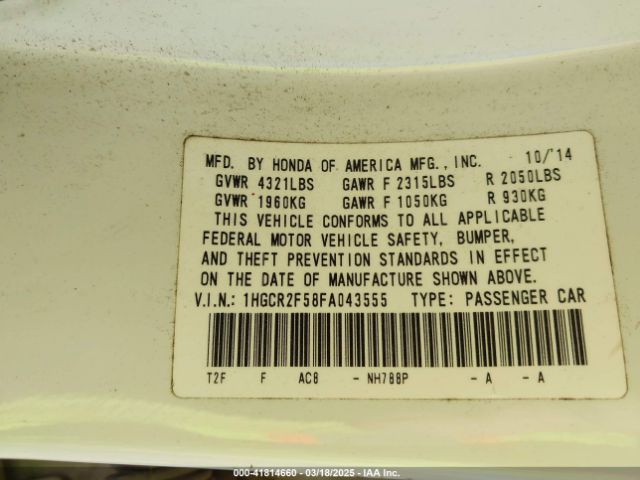 MFD. BY HONDA OF AMERICA MFG., INC. 10/'14
GVWR 4321LBS GAWR F 2315LBS R 2050LBS
GVWR 1960KG GAWR F 1050KG R 930KG
THIS VEHICLE CONFORMS TO ALL APPLICABLE
FEDERAL MOTOR VEHICLE SAFETY, BUMPER,
AND THEFT PREVENTION STANDARDS IN EFFECT
ON THE DATE OF MANUFACTURE SHOWN ABOVE.
V.I.N.: 1HGCR2F58FA043555 TYPE: PASSENGER CAR
T2F F AC8 - NH788P - A - A
000-41814660 - 03/18/2025 - IAA Inc.